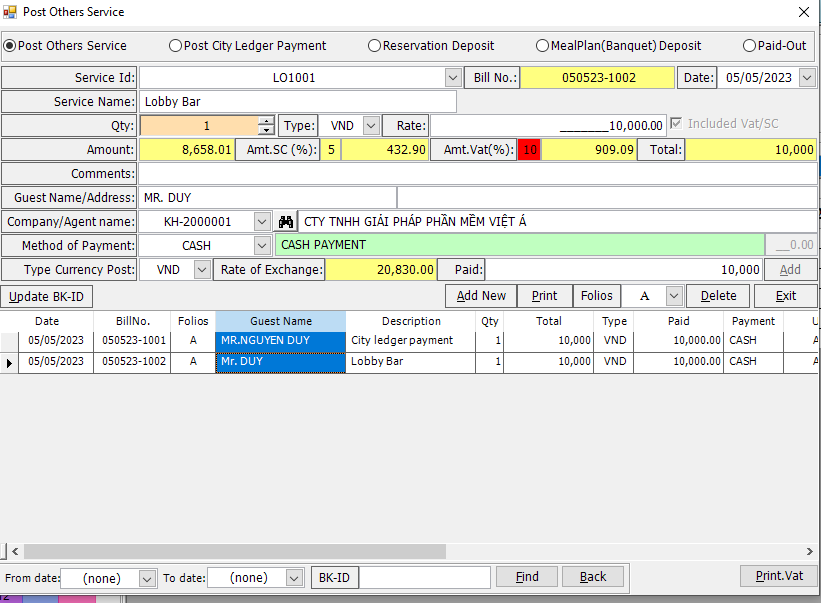 Post Others Service
Post Others Service Post City Ledger Payment Reservation Deposit MealPlan(Banquet) Deposit Paid-Out
Service Id: LO1001 Bill No.: 050523-1002 Date: 05/05/2023
Service Name: Lobby Bar
Qty: 1 Type: VND Rate: _______10,000.00 Included Vat/SC
Amount: 8,658.01 Amt.SC (%): 5 432.90 Amt.Vat(%): 10 909.09 Total: 10,000
Comments:
Guest Name/Address: MR. DUY
Company/Agent name: KH-2000001 CTY TNHH GIẢI PHÁP PHẦN MỀM VIỆT Á
Method of Payment: CASH CASH PAYMENT __0.00
Type Currency Post: VND Rate of Exchange: 20,830.00 Paid: 10,000 Add
Update BK-ID Add New Print Folios A Delete Exit
Date BillNo. Folios Guest Name Description Qty Total Type Paid Payment
05/05/2023 050523-1001 A MR.NGUYEN DUY City ledger payment 1 10,000 VND 10,000.00 CASH
05/05/2023 050523-1002 A Mr. DUY Lobby Bar 1 10,000 VND 10,000.00 CASH
From date: (none) To date: (none) BK-ID Find Back Print.Vat